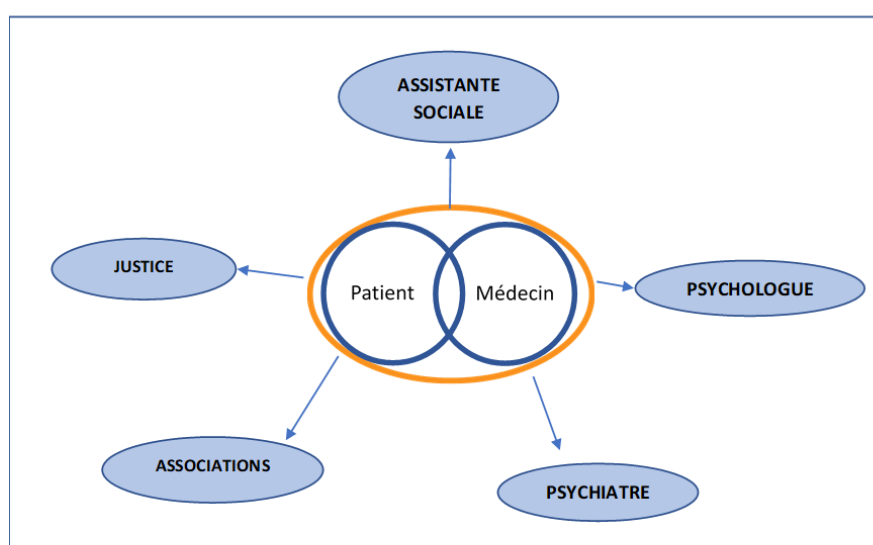 ASSISTANTE
SOCIALE
JUSTICE
Patient
Médecin
PSYCHOLOGUE
ASSOCIATIONS
PSYCHIATRE